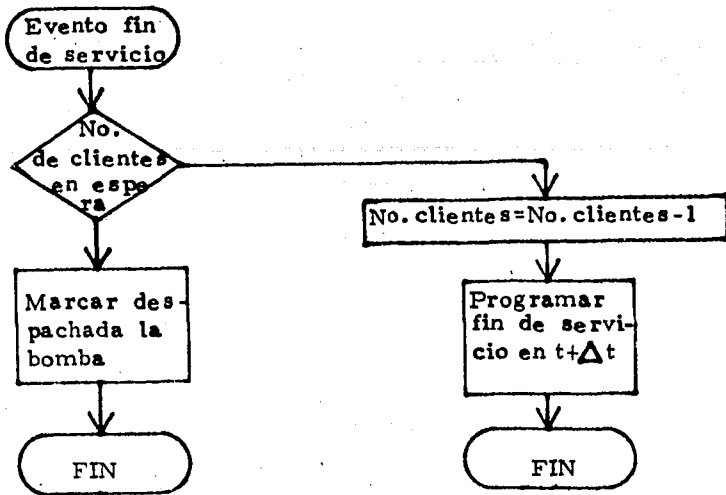 Evento fin
de servicio
No.
de clientes
en espe
ra
No. clientes=No. clientes-1
Marcar des-
pachada la
bomba
Programar
fin de servi-
cio en t+Δt
FIN
FIN